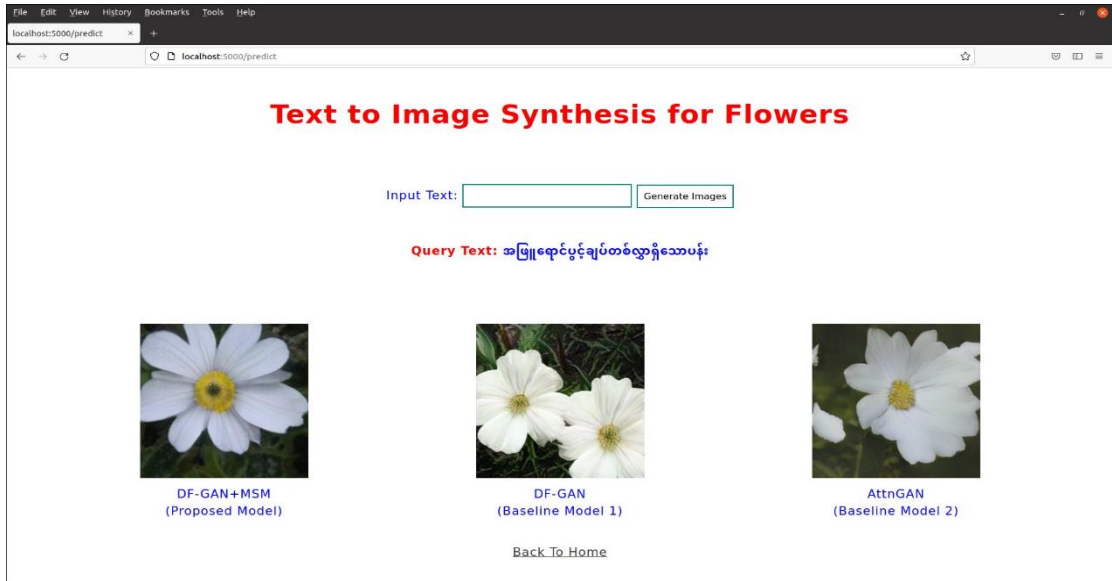 File Edit View History Bookmarks Tools Help
localhost:5000/predict × +
localhost:5000/predict
Text to Image Synthesis for Flowers
Input Text: Generate Images
Query Text: အဖြူရောင်ပွင့်ချပ်တစ်လွှာရှိသောပန်း
DF-GAN+MSM DF-GAN AttnGAN
(Proposed Model) (Baseline Model 1) (Baseline Model 2)
Back To Home